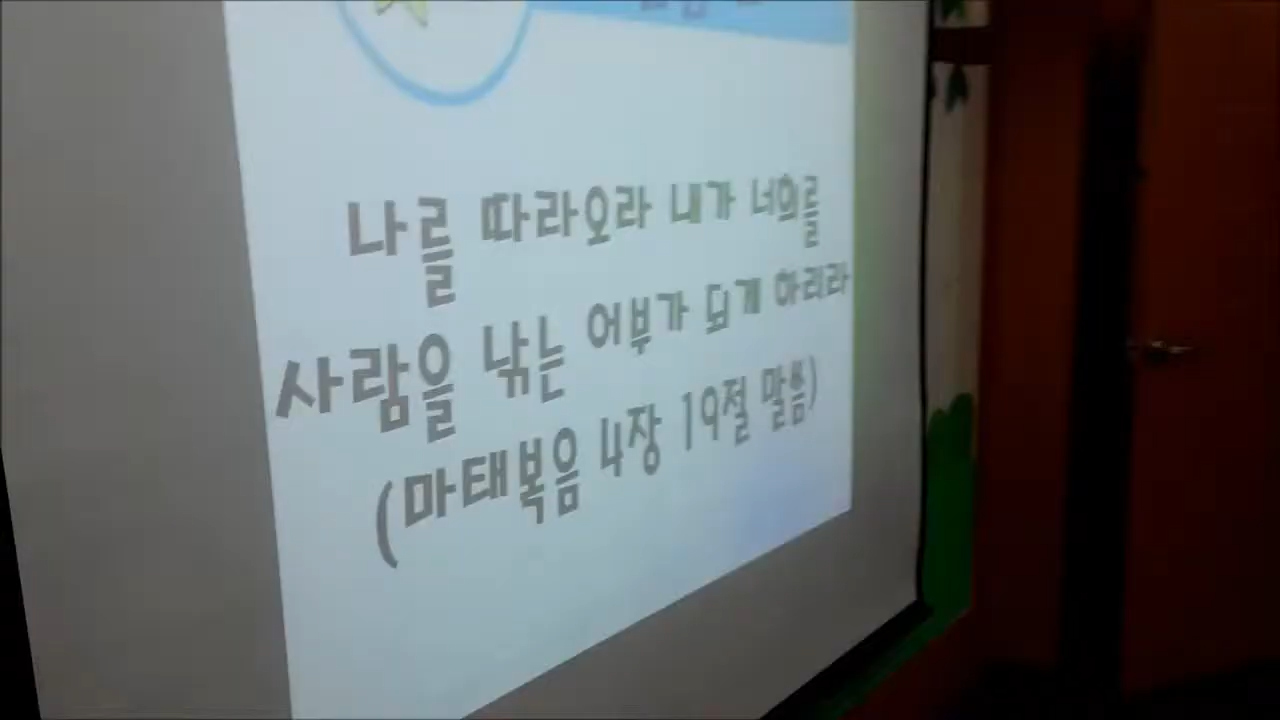 나를 따라오라 내가 너희를
사람을 낚는 어부가 되게 하리라
(마태복음 4장 19절 말씀)